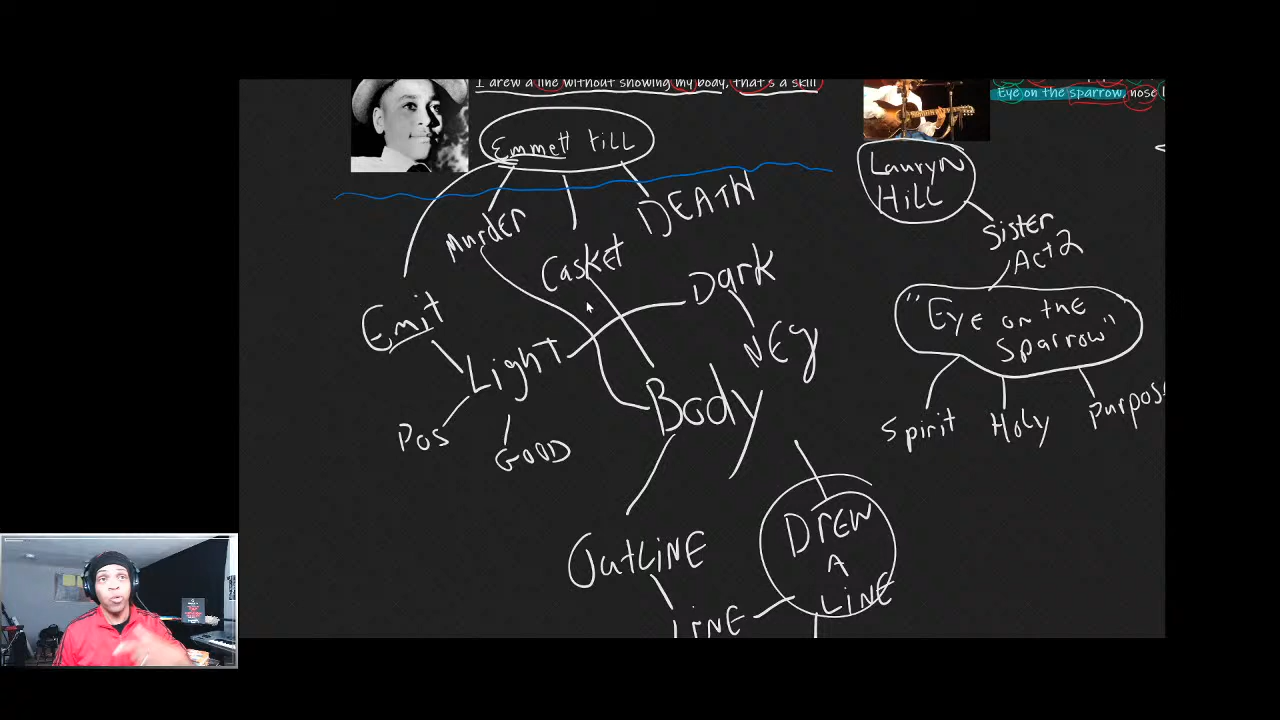 I drew a line without showing my body, that's a skill
Eye on the sparrow, nose
Emmett till
Lauryn
Hill
Murder
DEATH
Sister
Act 2
Casket
Dark
Emit
"Eye on the
Sparrow"
Light
NEg
Body
Pos
GOOD
Spirit
Holy
Purpos
OutLiNE
DrEW
A
LiNE
LiNE